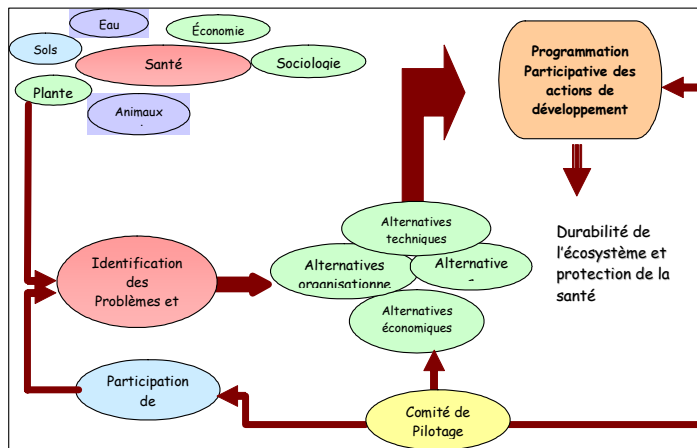 Eau
Économie
Sols
Santé
Sociologie
Plante
Animaux
Programmation
Participative des
actions de
développement
Alternatives
techniques
Alternatives
organisationne
Alternative
Alternatives
économiques
Durabilité de
l'écosystème et
protection de la
santé
Identification
des
Problèmes et
Participation
de
Comité de
Pilotage